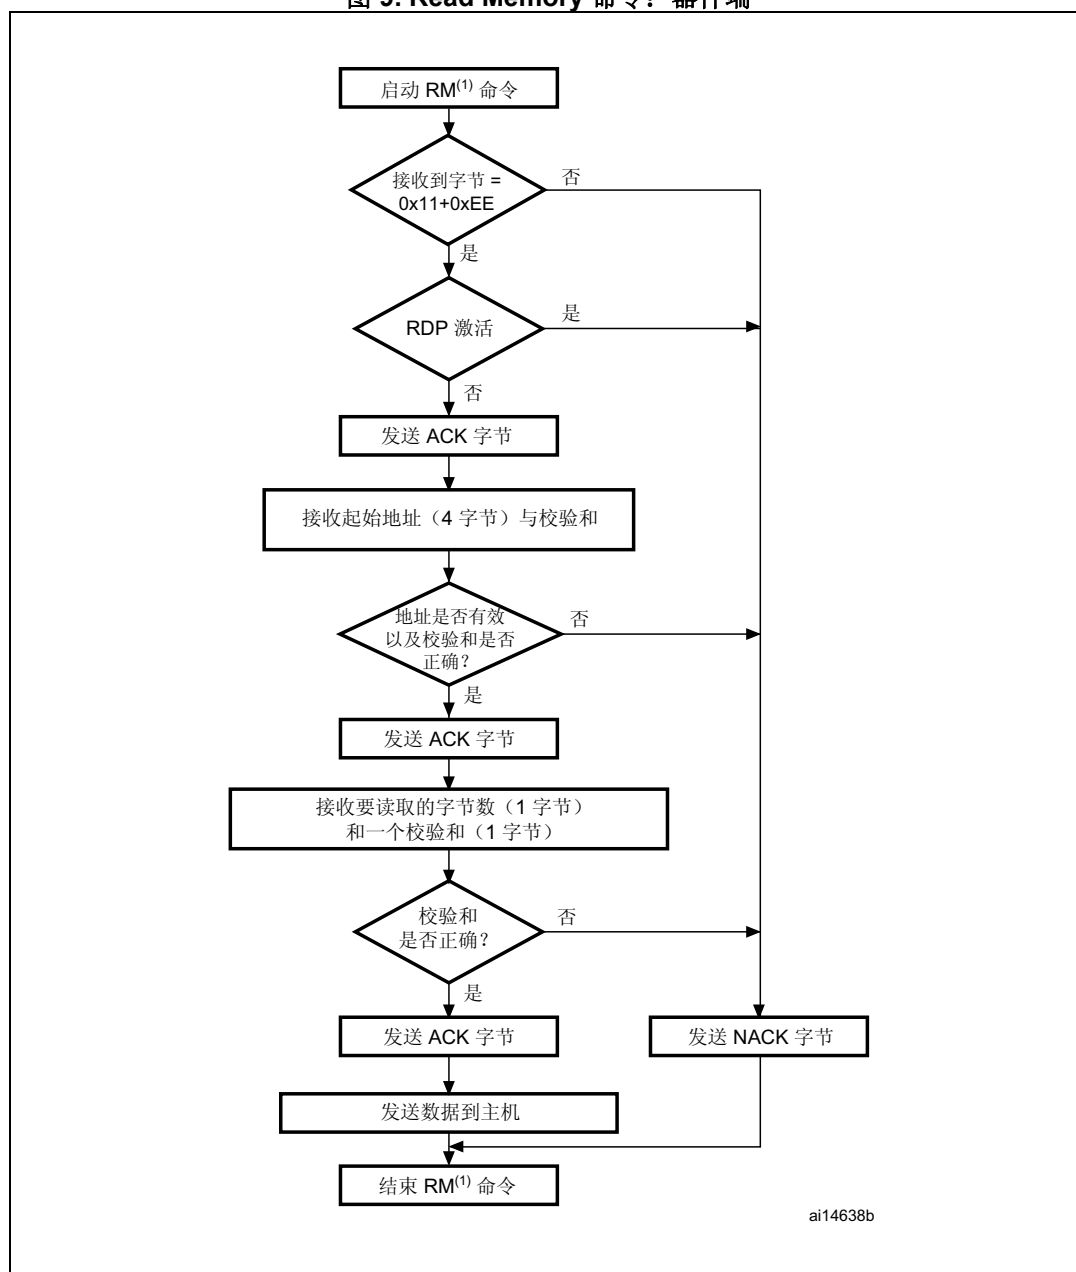 图 9. Read Memory 命令：器件端
启动 RM(1) 命令
接收到字节 =
0x11+0xEE
否
是
RDP 激活
是
否
发送 ACK 字节
接收起始地址（4 字节）与校验和
地址是否有效
以及校验和是否
正确？
否
是
发送 ACK 字节
接收要读取的字节数（1 字节）
和一个校验和（1 字节）
校验和
是否正确？
否
是
发送 ACK 字节
发送 NACK 字节
发送数据到主机
结束 RM(1) 命令
ai14638b